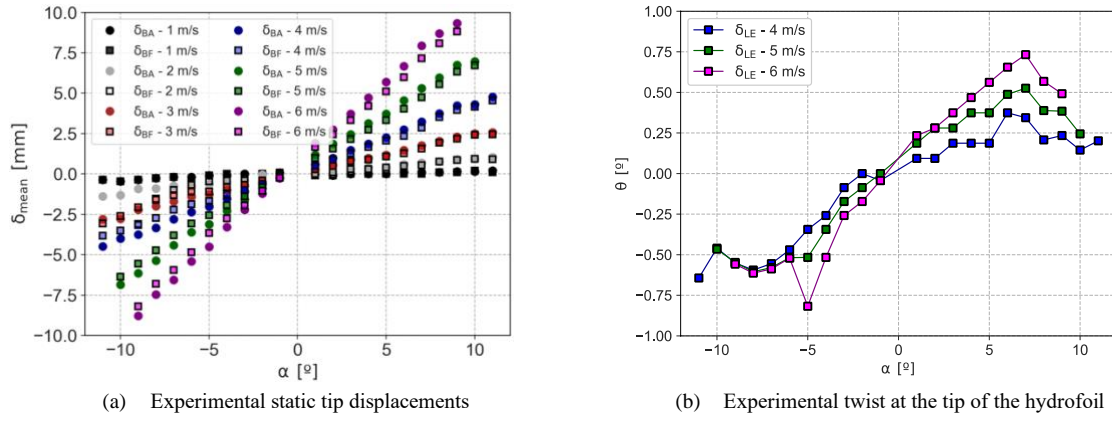 10.0
7.5
5.0
2.5
0.0
−2.5
−5.0
−7.5
−10.0
δmean [mm]
δBA - 1 m/s
δBF - 1 m/s
δBA - 2 m/s
δBF - 2 m/s
δBA - 3 m/s
δBF - 3 m/s
δBA - 4 m/s
δBF - 4 m/s
δBA - 5 m/s
δBF - 5 m/s
δBA - 6 m/s
δBF - 6 m/s
−10 −5 0 5 10
α [º]
(a) Experimental static tip displacements
1.00
0.75
0.50
0.25
0.00
−0.25
−0.50
−0.75
−1.00
θ [º]
δLE - 4 m/s
δLE - 5 m/s
δLE - 6 m/s
−10 −5 0 5 10
α [º]
(b) Experimental twist at the tip of the hydrofoil